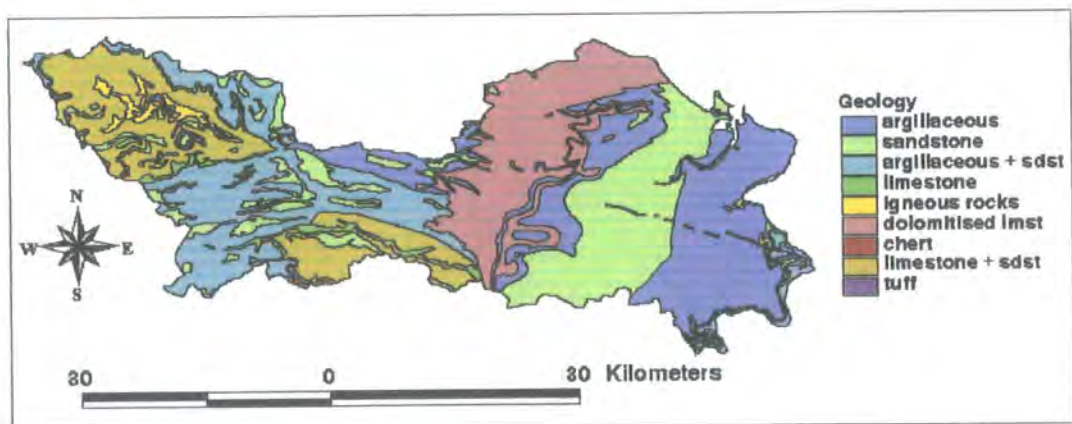 Geology
argillaceous
sandstone
argillaceous + sdst
limestone
igneous rocks
dolomitised lmst
chert
limestone + sdst
tuff
N
W E
S
30 0 30 Kilometers